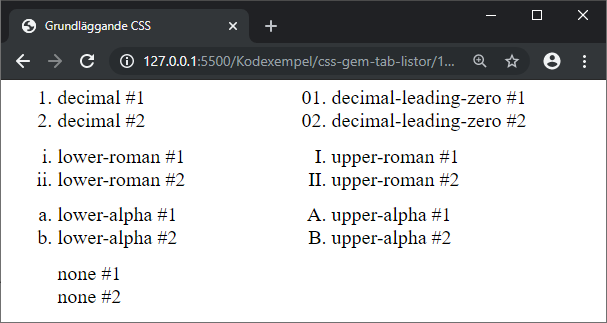 Grundläggande CSS
127.0.0.1:5500/Kodexempel/css-gem-tab-listor/1...
1. decimal #1
2. decimal #2
01. decimal-leading-zero #1
02. decimal-leading-zero #2
i. lower-roman #1
ii. lower-roman #2
I. upper-roman #1
II. upper-roman #2
a. lower-alpha #1
b. lower-alpha #2
A. upper-alpha #1
B. upper-alpha #2
none #1
none #2